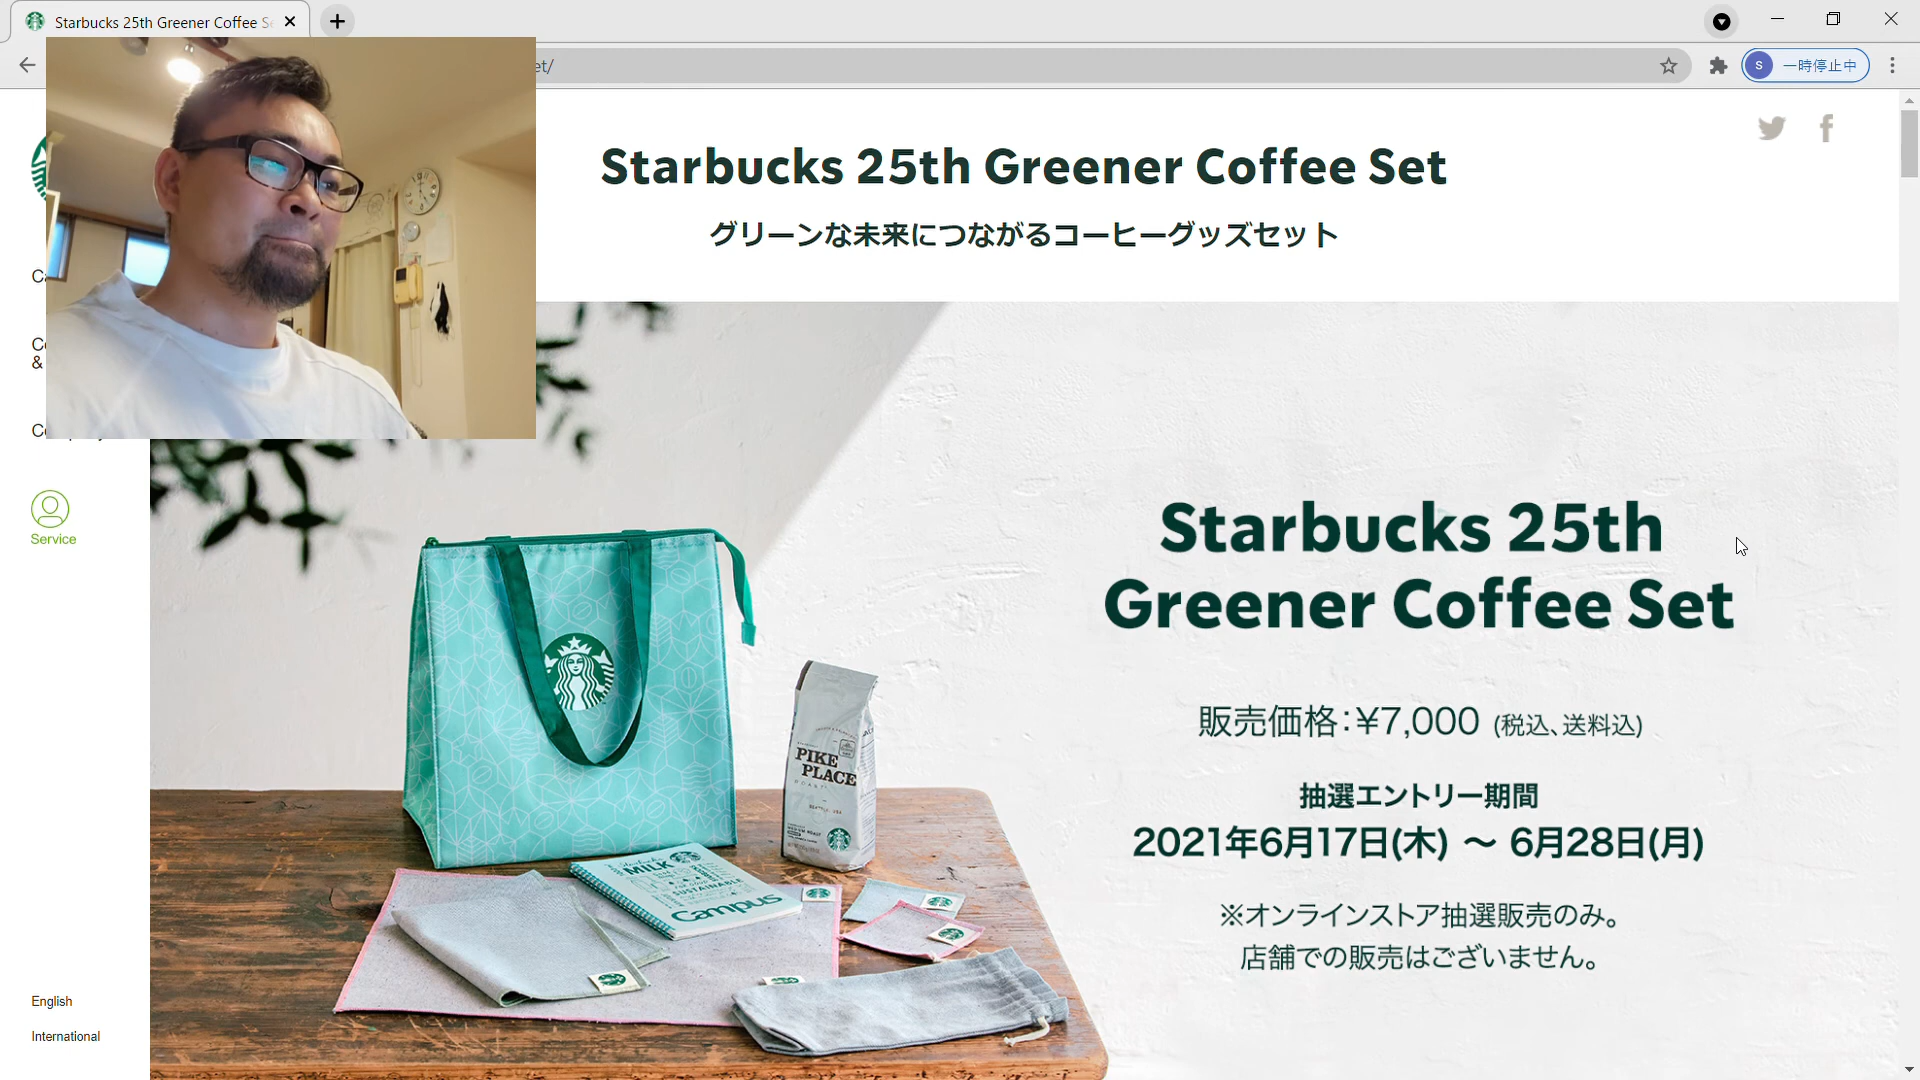 Starbucks 25th Greener Coffee S
et/
S 一時停止中
Starbucks 25th Greener Coffee Set
グリーンな未来につながるコーヒーグッズセット
&
Service
English
International
Starbucks 25th
Greener Coffee Set
販売価格:¥7,000 (税込、送料込)
抽選エントリー期間
2021年6月17日(木) ～ 6月28日(月)
※オンラインストア抽選販売のみ。
店舗での販売はございません。
PIKE
PLACE
ROAST
MILK
SUSTAINABLE
Campus